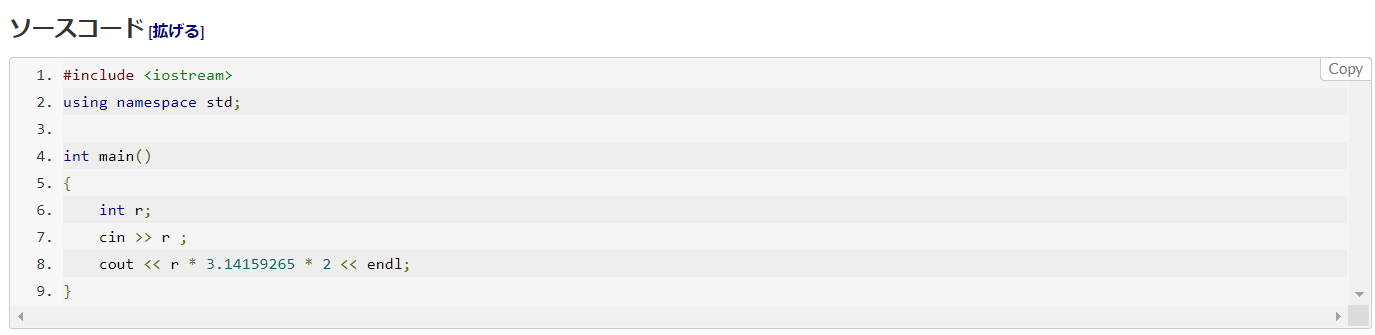 ソースコード [拡げる]
Copy
1. #include <iostream>
2. using namespace std;
3.
4. int main()
5. {
6.     int r;
7.     cin >> r ;
8.     cout << r * 3.14159265 * 2 << endl;
9. }